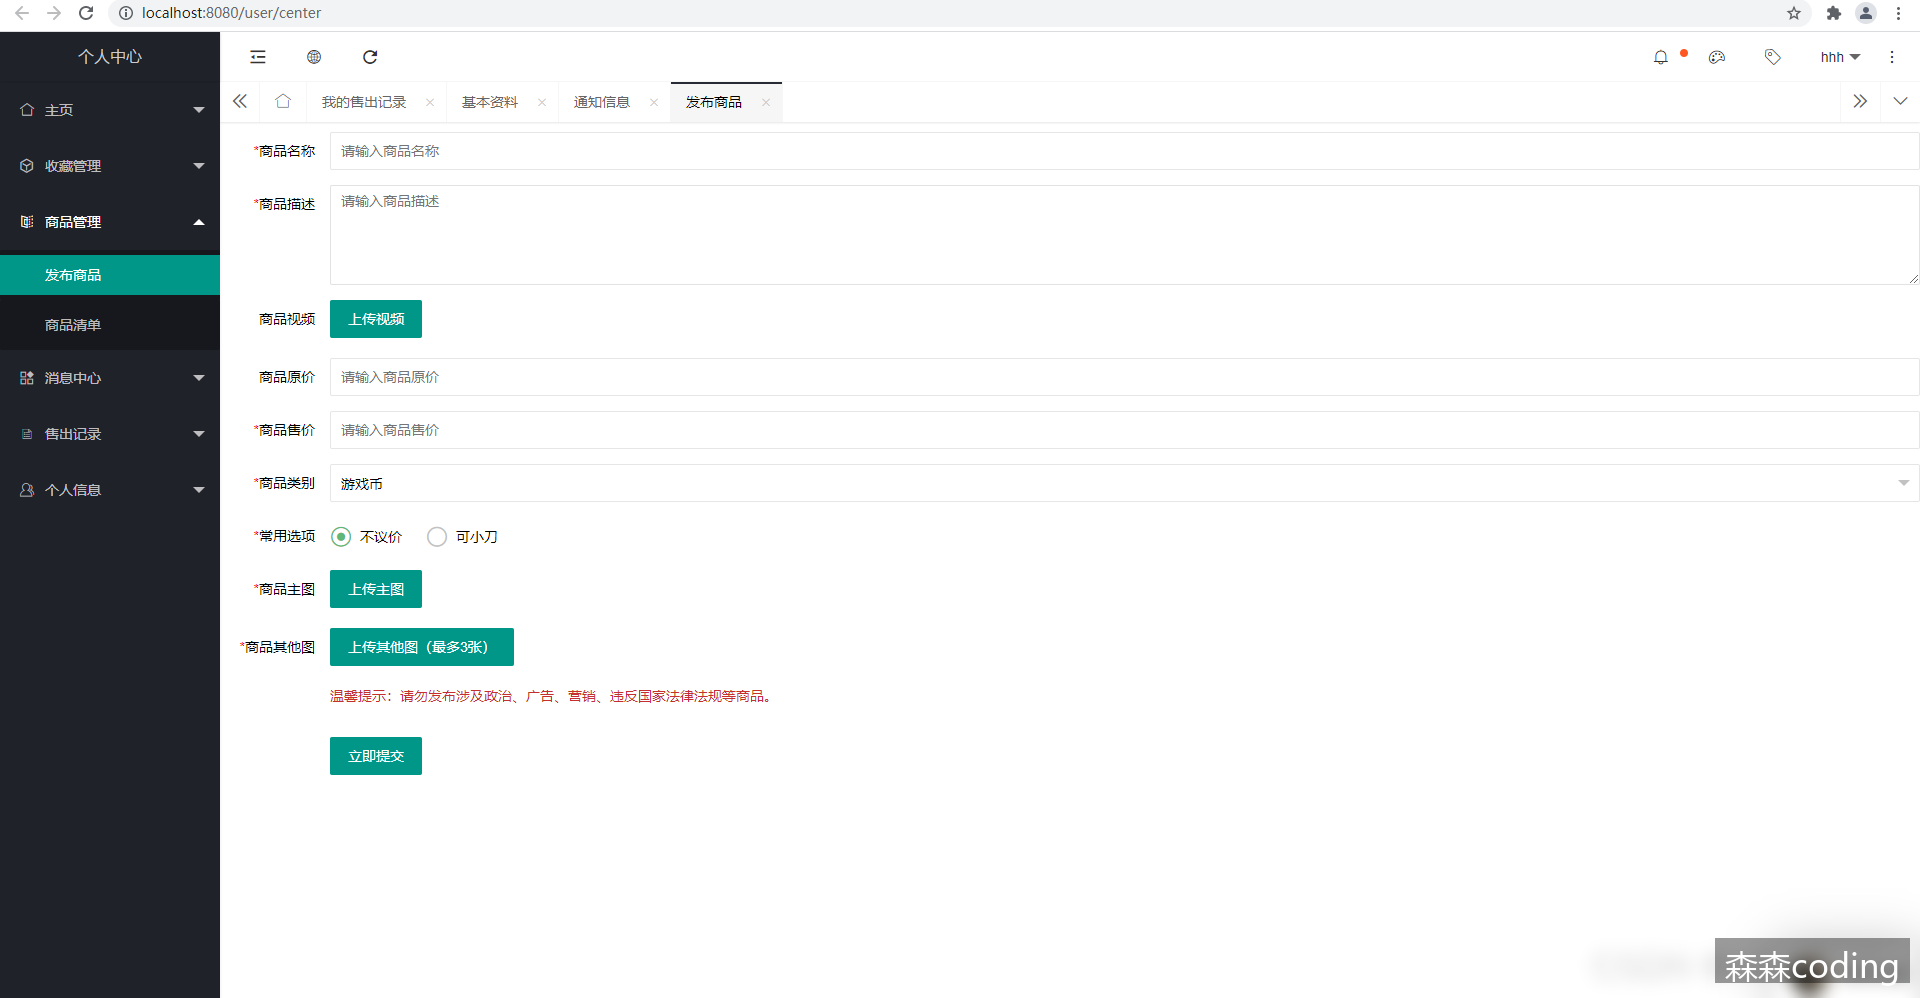 localhost:8080/user/center
个人中心
hhh
主页
收藏管理
商品管理
发布商品
商品清单
消息中心
售出记录
个人信息
我的售出记录
基本资料
通知信息
发布商品
*商品名称
请输入商品名称
*商品描述
请输入商品描述
商品视频
上传视频
商品原价
请输入商品原价
*商品售价
请输入商品售价
*商品类别
游戏币
*常用选项
不议价
可小刀
*商品主图
上传主图
*商品其他图
上传其他图（最多3张）
温馨提示：请勿发布涉及政治、广告、营销、违反国家法律法规等商品。
立即提交
森森coding